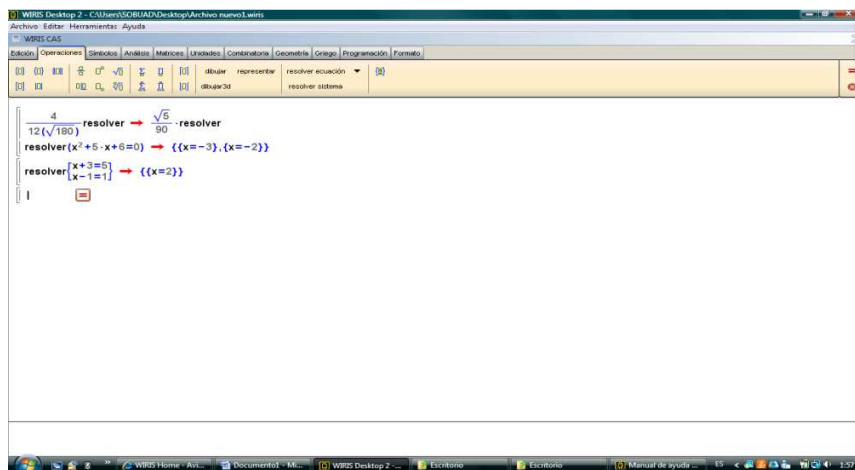 WIRIS Desktop 2 - C:\Users\SOBUAD\Desktop\Archivo nuevo1.wiris
Archivo Editar Herramientas Ayuda
WIRIS CAS
Edición Operaciones Símbolos Análisis Matrices Unidades Combinatoria Geometría Griego Programación Formato
dibujar representar resolver ecuación
dibujar3d resolver sistema
4/12(√180) resolver → √5/90 · resolver
resolver(x²+5·x+6=0) → {{x=-3},{x=-2}}
resolver{x+3=5
x-1=1} → {{x=2}}
=
WIRIS Home - Avi... Documento1 - Mi... WIRIS Desktop 2 -... Escritorio Escritorio Manual de ayuda ... ES 1:57